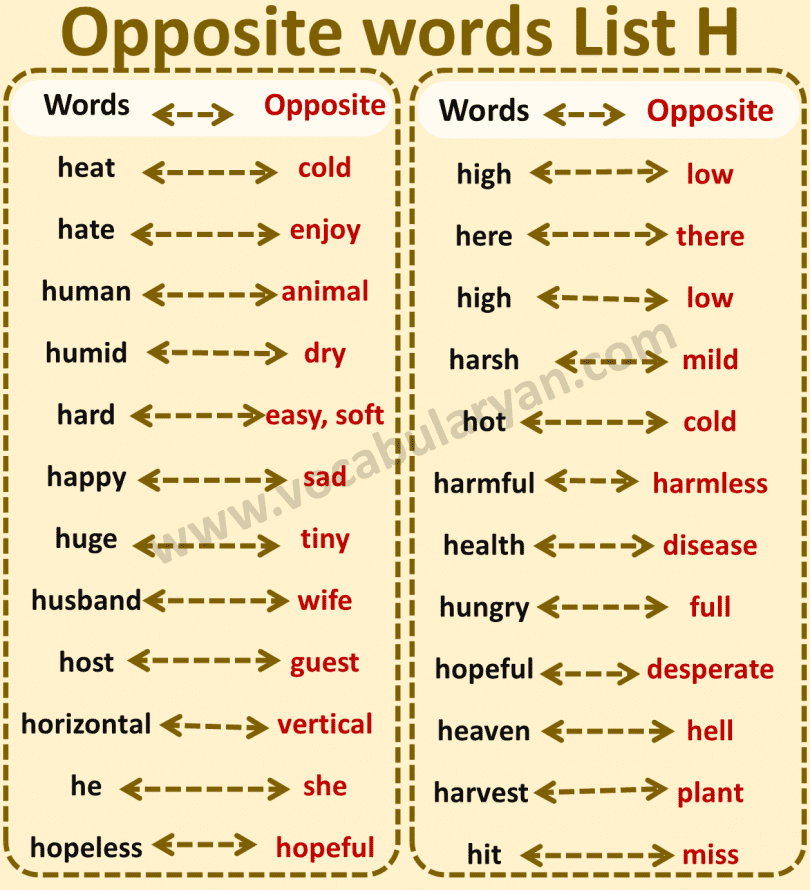 Opposite words List H
Words Opposite
heat cold
hate enjoy
human animal
humid dry
hard easy, soft
happy sad
huge tiny
husband wife
host guest
horizontal vertical
he she
hopeless hopeful
Words Opposite
high low
here there
high low
harsh mild
hot cold
harmful harmless
health disease
hungry full
hopeful desperate
heaven hell
harvest plant
hit miss
www.vocabularyan.com